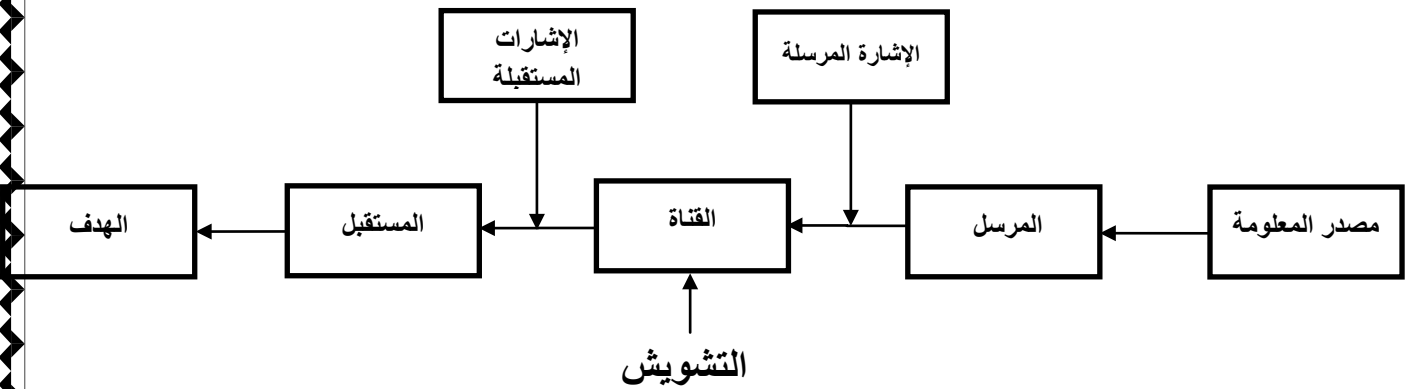 الإشارة المرسلة
الإشارات
المستقبلة
مصدر المعلومة
المرسل
القناة
المستقبل
الهدف
التشويش